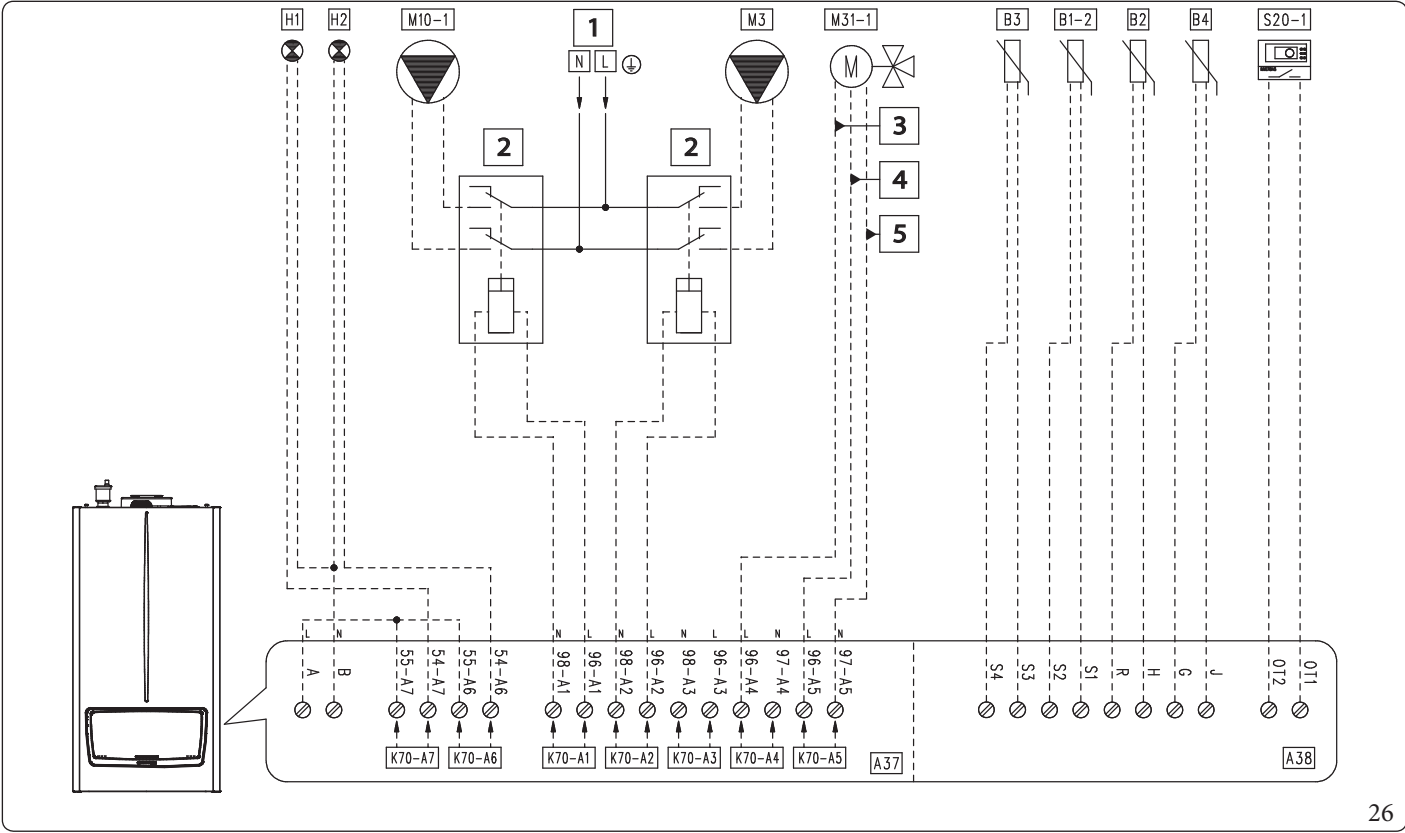 H1 H2 M10-1 1 M3 M31-1 B3 B1-2 B2 B4 S20-1
N L
M
3
2 2
4
5
L N N L N L N L L N L N
A B 55-A7 54-A7 55-A6 54-A6 98-A1 96-A1 98-A2 96-A2 98-A3 96-A3 96-A4 97-A4 96-A5 97-A5 S4 S3 S2 S1 R H G J OT2 OT1
K70-A7 K70-A6 K70-A1 K70-A2 K70-A3 K70-A4 K70-A5 A37 A38
26